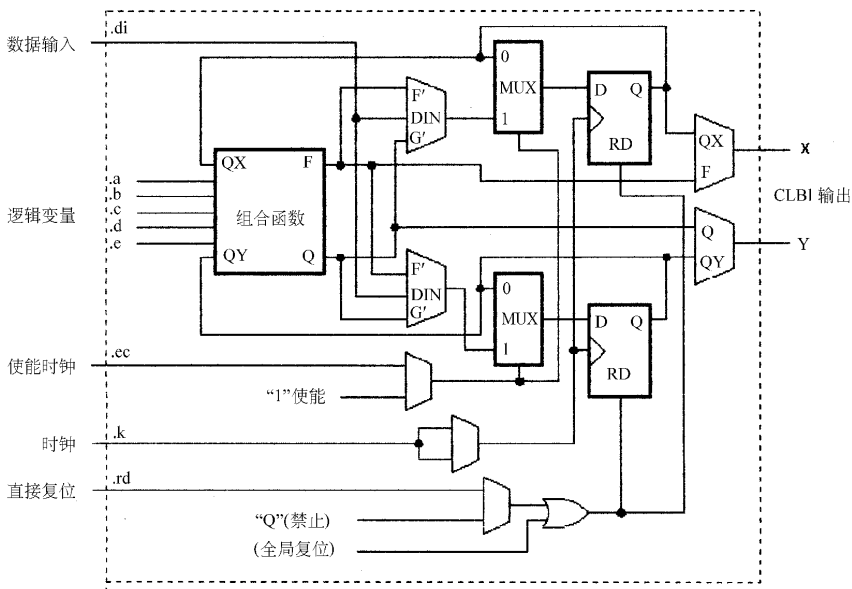 数据输入
.di
0
MUX
1
F′
DIN
G′
D
Q
RD
QX
F
X
QX
F
组合函数
QY
Q
.a
.b
.c
.d
.e
逻辑变量
CLBI 输出
Q
QY
Y
F′
DIN
G′
0
MUX
1
D
Q
RD
使能时钟
.ec
“1”使能
时钟
.k
直接复位
.rd
“Q”(禁止)
(全局复位)